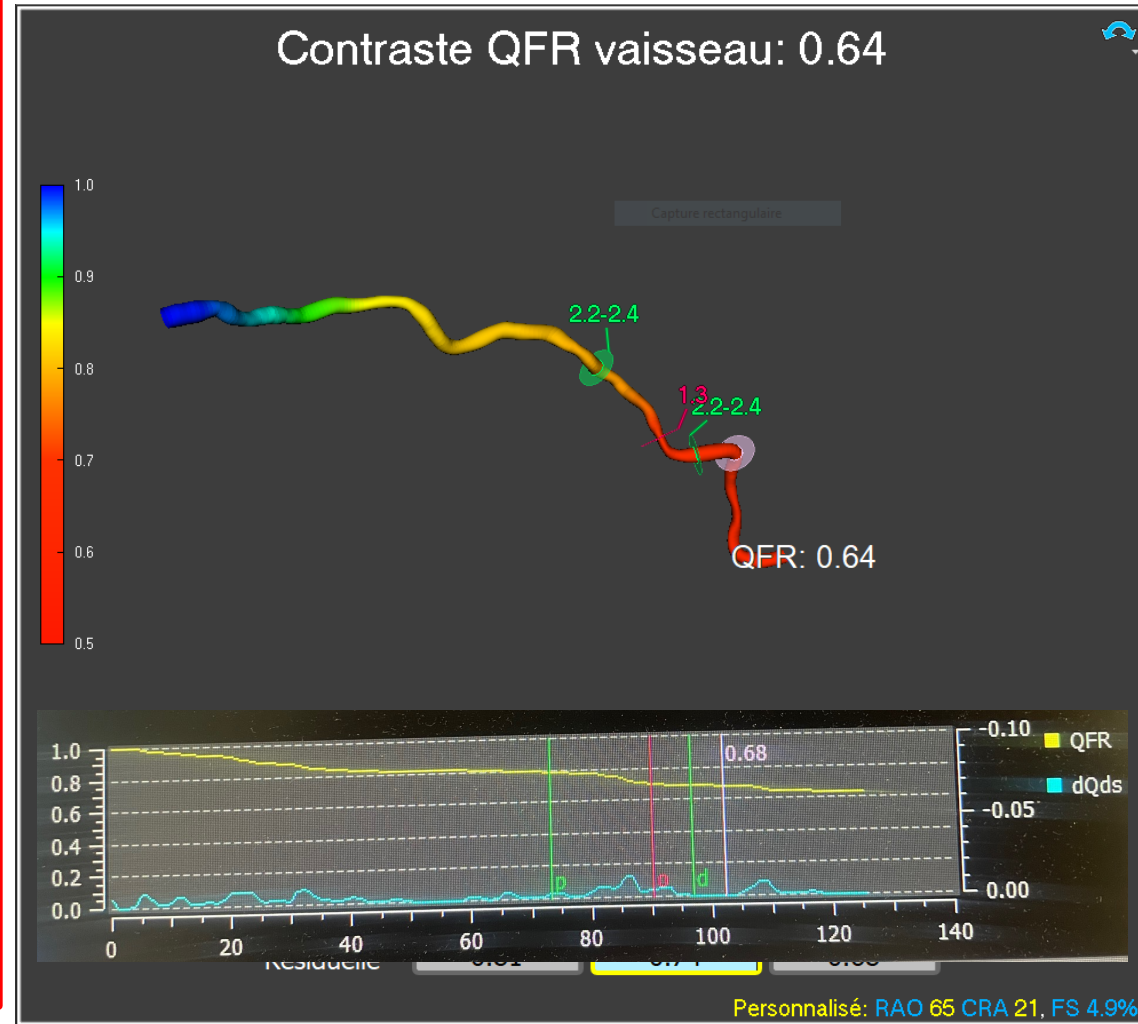 Contraste QFR vaisseau: 0.64
1.0
0.9
0.8
0.7
0.6
0.5
Capture rectangulaire
2.2-2.4
1.3
2.2-2.4
QFR: 0.64
1.0
0.8
0.6
0.4
0.2
0.0
0.68
p
d
-0.10
-0.05
0.00
QFR
dQds
0 20 40 60 80 100 120 140
Résiduelle
Personnalisé: RAO 65 CRA 21, FS 4.9%